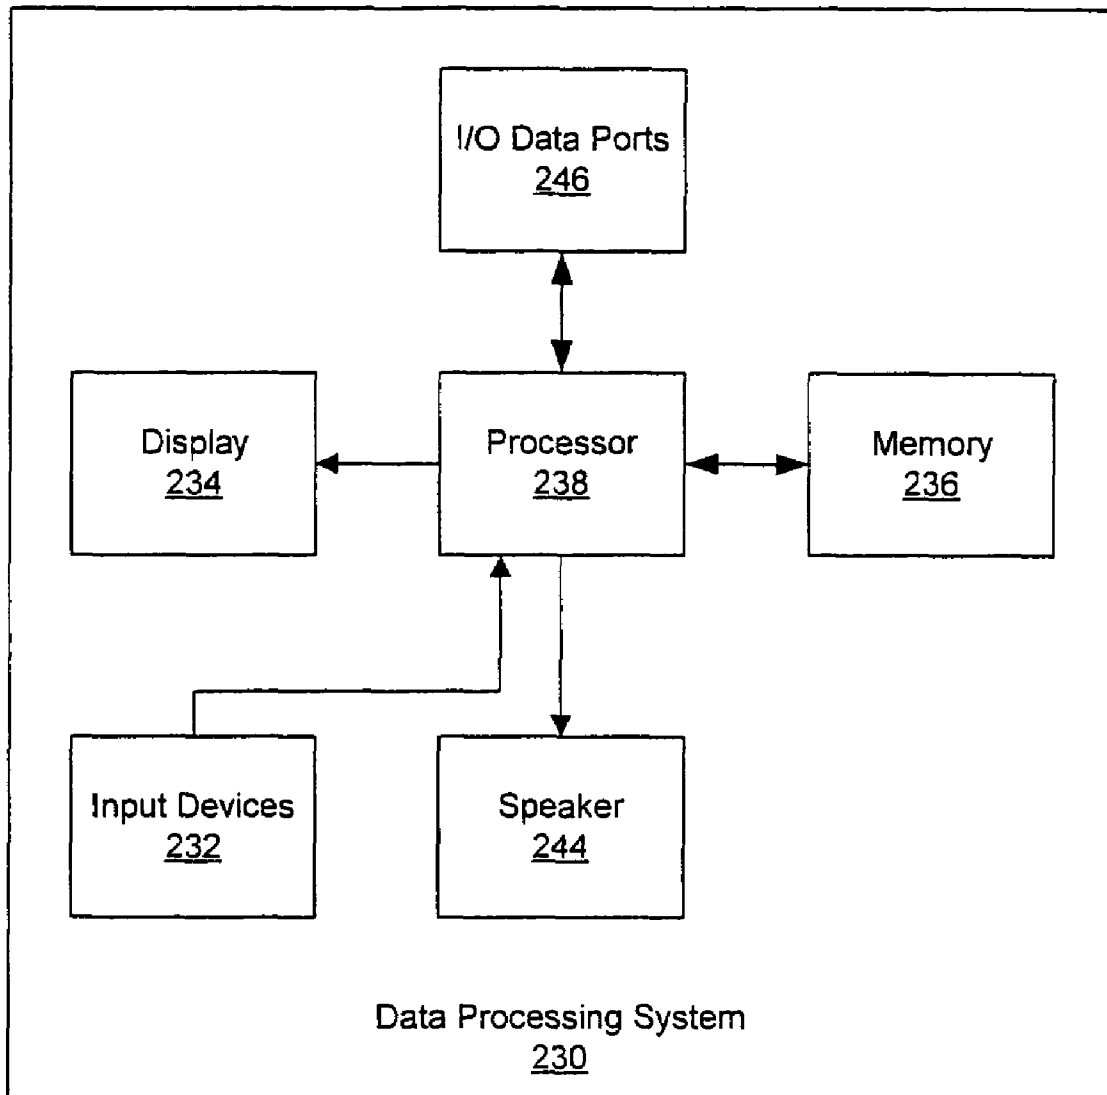 I/O Data Ports
246
Display
234
Processor
238
Memory
236
Input Devices
232
Speaker
244
Data Processing System
230